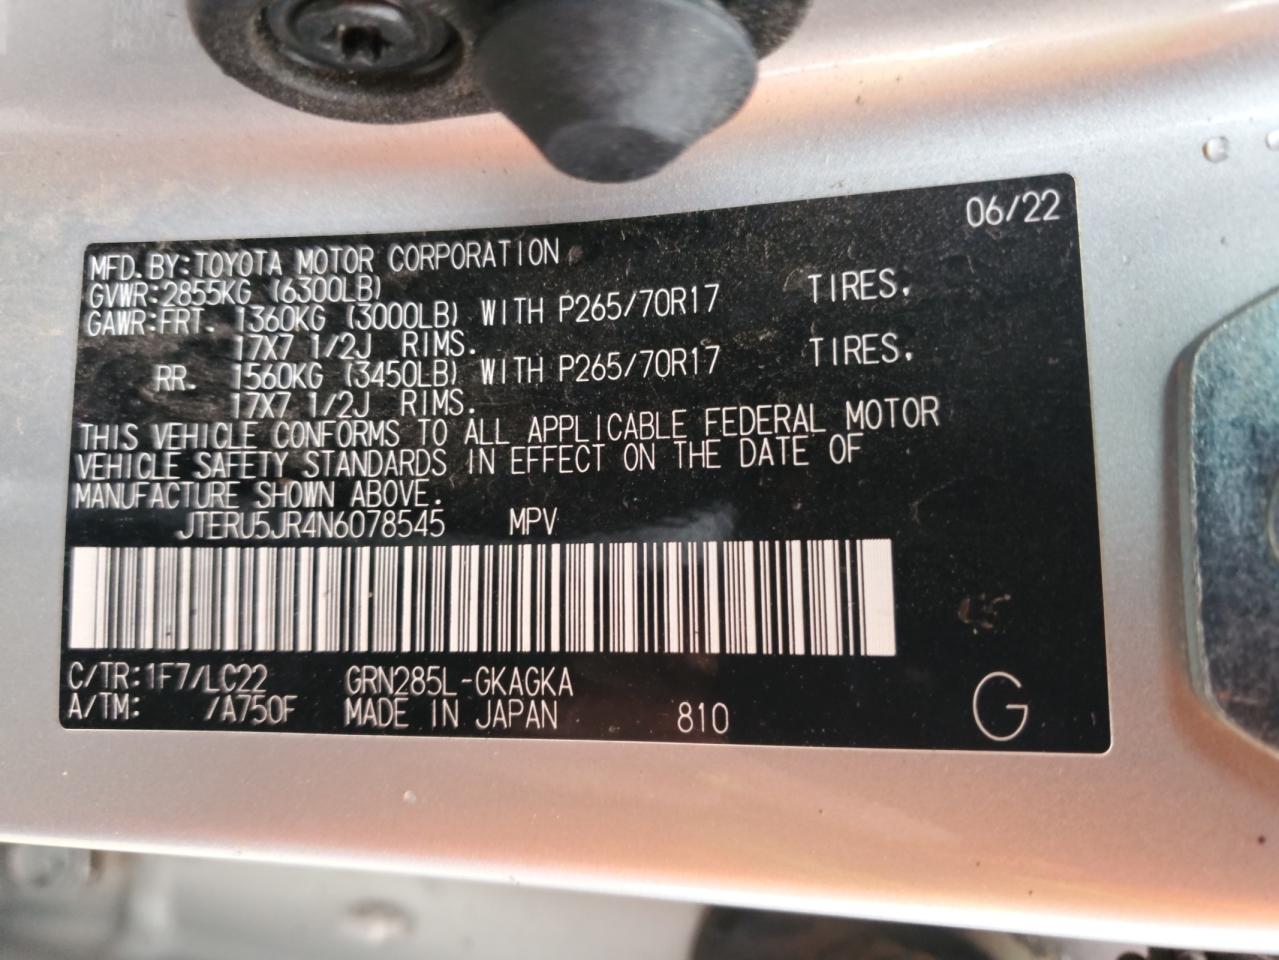 06/22
MFD.BY:TOYOTA MOTOR CORPORATION
GVWR:2855KG (6300LB)
GAWR:FRT. 1360KG (3000LB) WITH P265/70R17 TIRES,
17X7 1/2J RIMS.
RR. 1560KG (3450LB) WITH P265/70R17 TIRES,
17X7 1/2J RIMS.
THIS VEHICLE CONFORMS TO ALL APPLICABLE FEDERAL MOTOR
VEHICLE SAFETY STANDARDS IN EFFECT ON THE DATE OF
MANUFACTURE SHOWN ABOVE.
JTERU5JR4N6078545 MPV
C/TR:1F7/LC22 GRN285L-GKAGKA
A/TM: /A750F MADE IN JAPAN 810
G